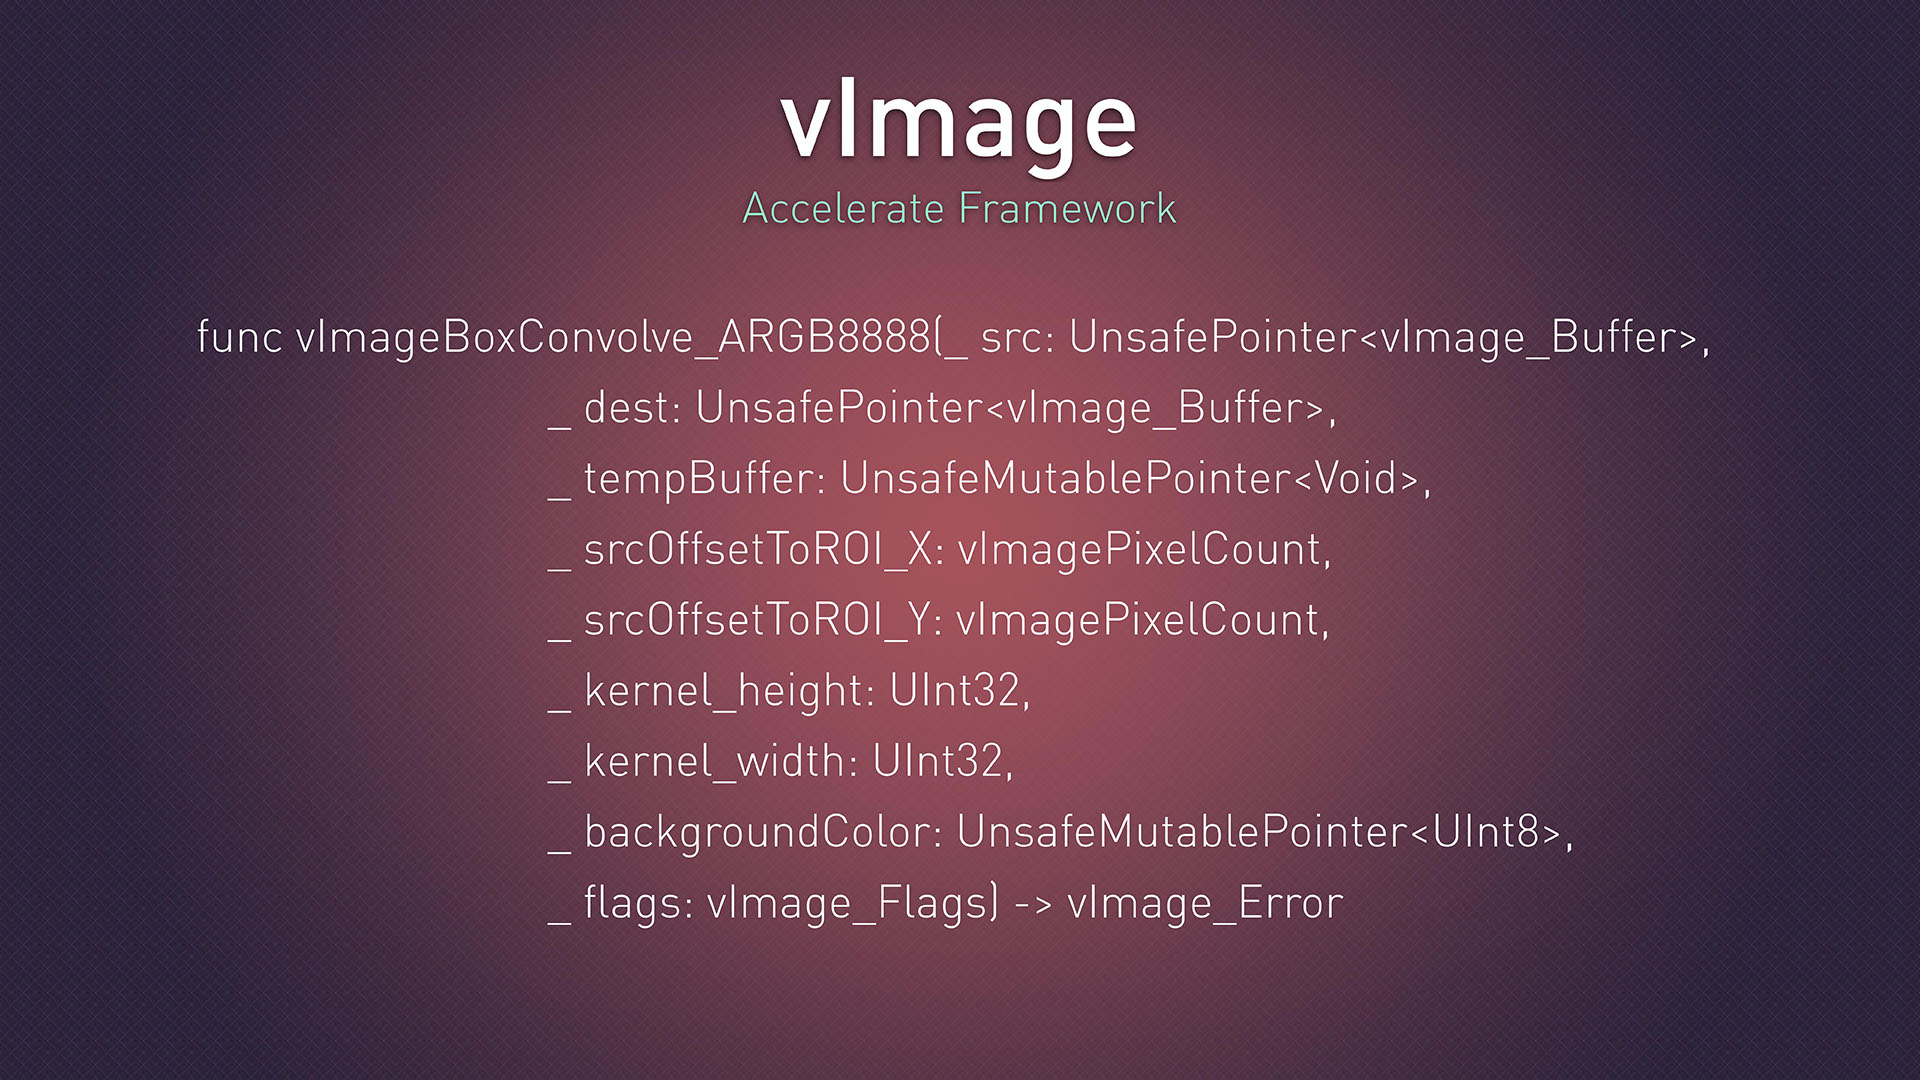 vImage
Accelerate Framework
func vImageBoxConvolve_ARGB8888(_ src: UnsafePointer<vImage_Buffer>,
_ dest: UnsafePointer<vImage_Buffer>,
_ tempBuffer: UnsafeMutablePointer<Void>,
_ srcOffsetToROI_X: vImagePixelCount,
_ srcOffsetToROI_Y: vImagePixelCount,
_ kernel_height: UInt32,
_ kernel_width: UInt32,
_ backgroundColor: UnsafeMutablePointer<UInt8>,
_ flags: vImage_Flags) -> vImage_Error